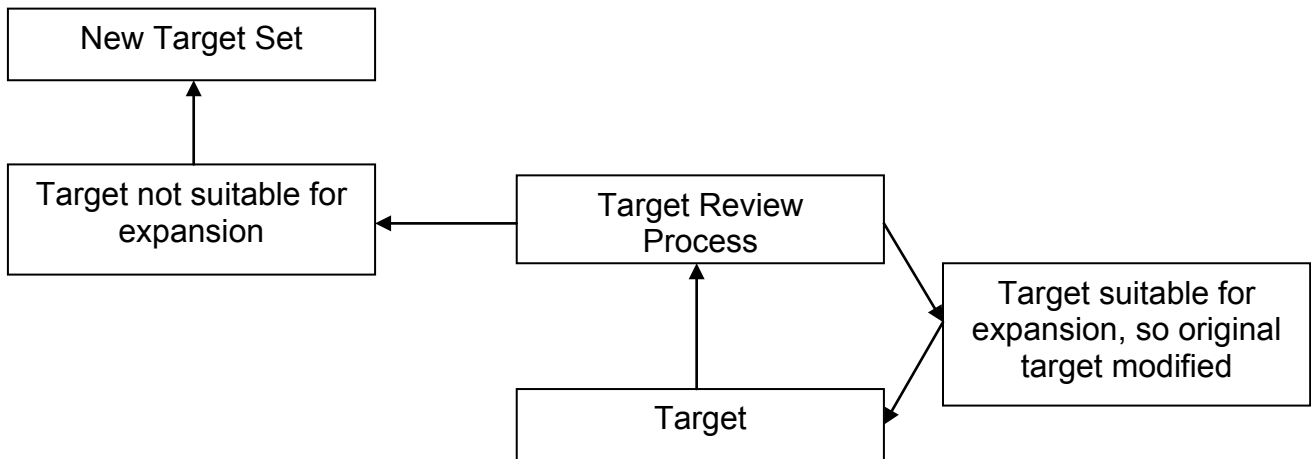 New Target Set
Target not suitable for
expansion
Target Review
Process
Target suitable for
expansion, so original
target modified
Target